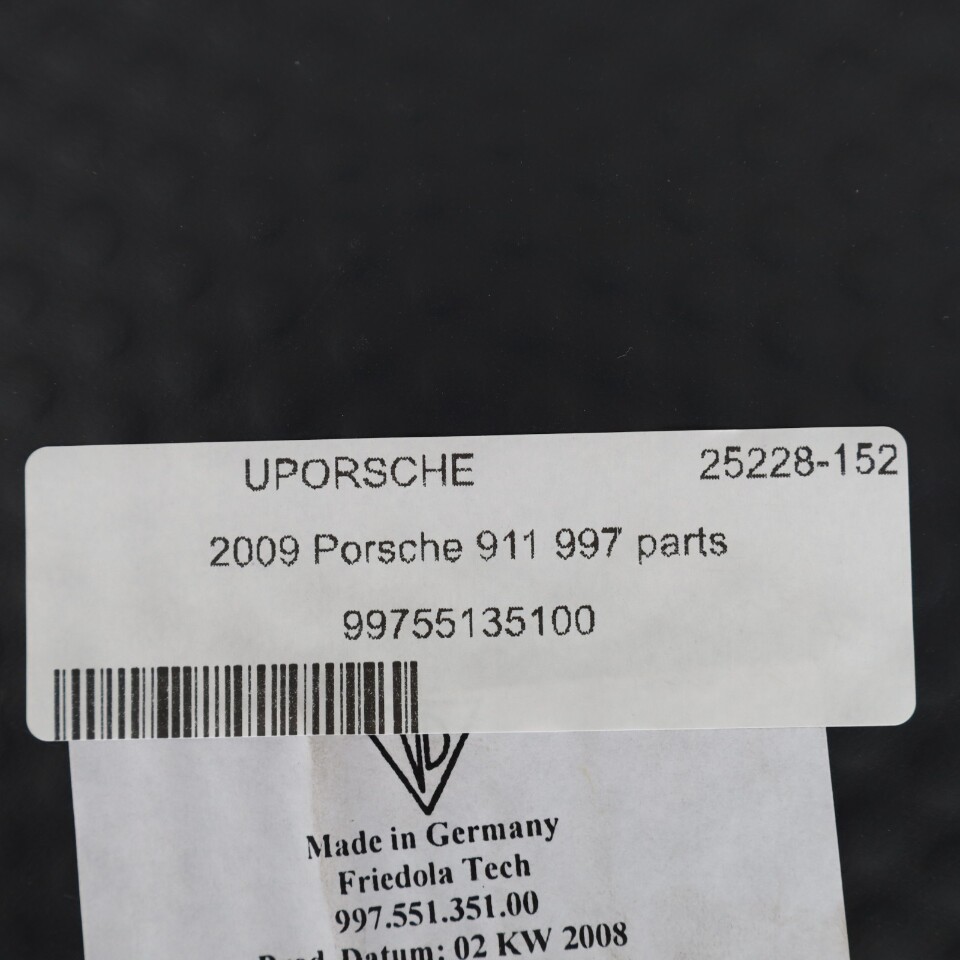 UPORSCHE 25228-152
2009 Porsche 911 997 parts
99755135100
Made in Germany
Friedola Tech
997.551.351.00
Datum: 02 KW 2008